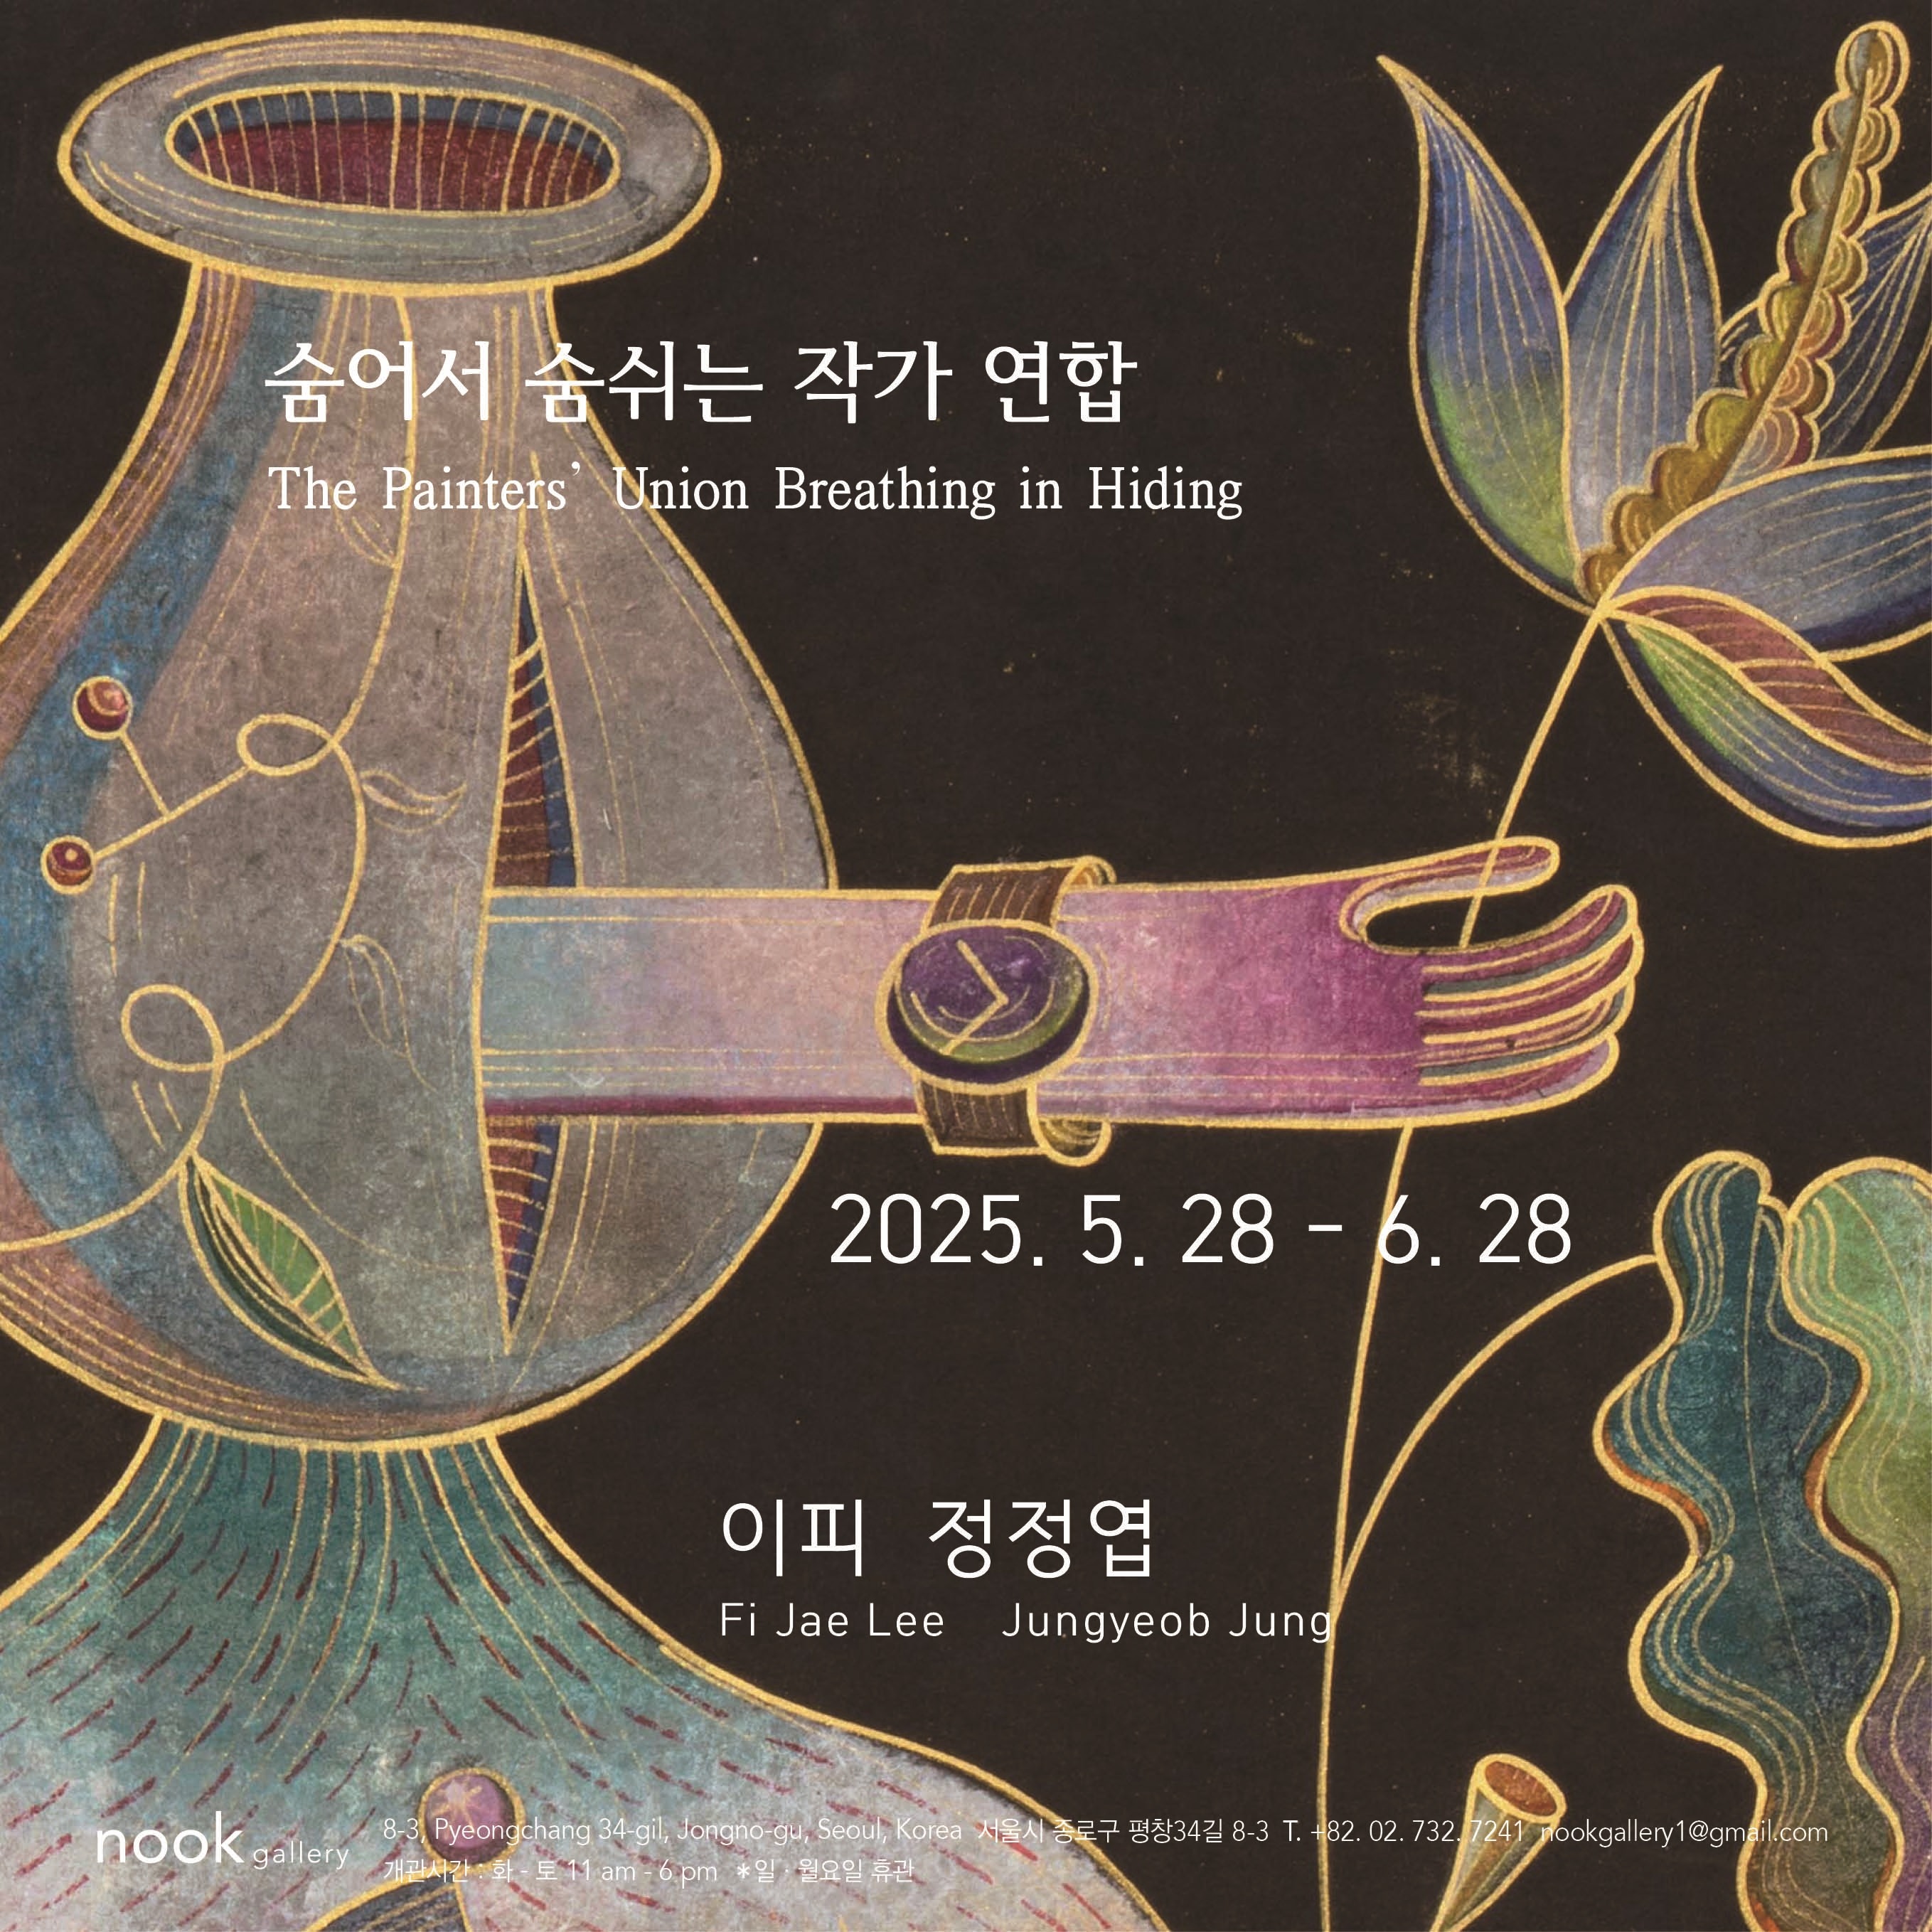 숨어서 숨쉬는 작가 연합
The Painters’ Union Breathing in Hiding
2025. 5. 28 – 6. 28
이피 정정엽
Fi Jae Lee Jungyeob Jung
nook gallery
8-3, Pyeongchang 34-gil, Jongno-gu, Seoul, Korea 서울시 종로구 평창34길 8-3 T. +82. 02. 732. 7241 nookgallery1@gmail.com
개관시간 : 화 - 토 11 am - 6 pm *일 · 월요일 휴관